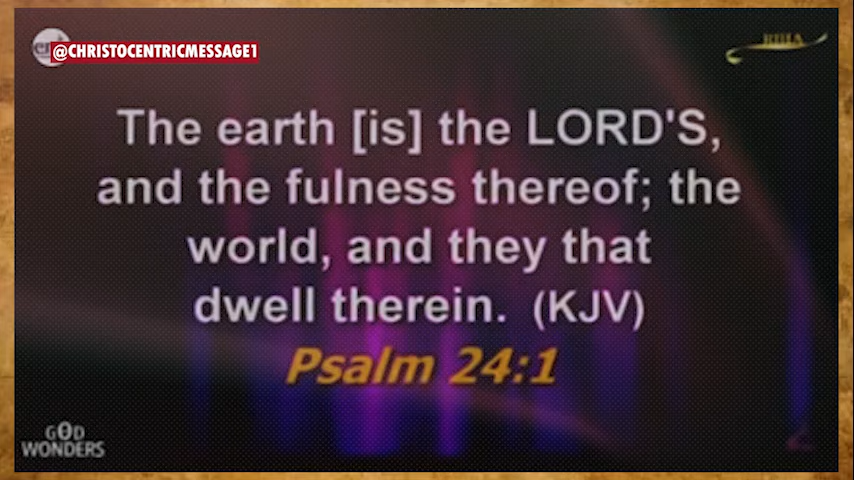 @CHRISTOCENTRICMESSAGE1
The earth [is] the LORD'S,
and the fulness thereof; the
world, and they that
dwell therein. (KJV)
Psalm 24:1
GOD
WONDERS